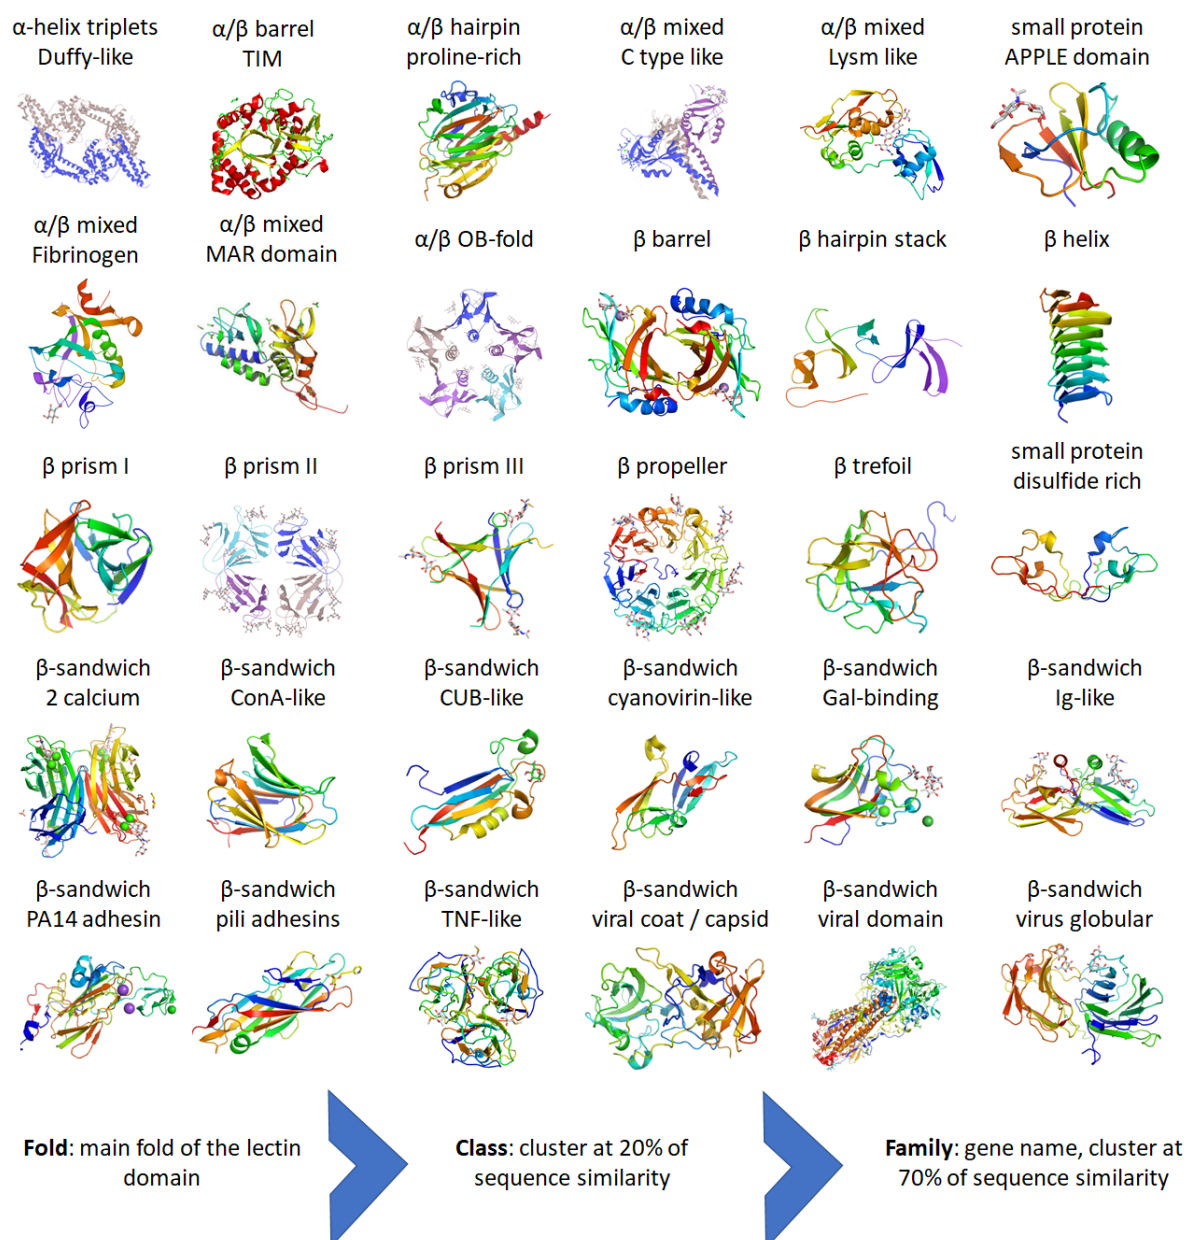 α-helix triplets
Duffy-like
α/β barrel
TIM
α/β hairpin
proline-rich
α/β mixed
C type like
α/β mixed
Lysm like
small protein
APPLE domain
α/β mixed
Fibrinogen
α/β mixed
MAR domain
α/β OB-fold
β barrel
β hairpin stack
β helix
β prism I
β prism II
β prism III
β propeller
β trefoil
small protein
disulfide rich
β-sandwich
2 calcium
β-sandwich
ConA-like
β-sandwich
CUB-like
β-sandwich
cyanovirin-like
β-sandwich
Gal-binding
β-sandwich
Ig-like
β-sandwich
PA14 adhesin
β-sandwich
pili adhesins
β-sandwich
TNF-like
β-sandwich
viral coat / capsid
β-sandwich
viral domain
β-sandwich
virus globular
Fold: main fold of the lectin
domain
Class: cluster at 20% of
sequence similarity
Family: gene name, cluster at
70% of sequence similarity